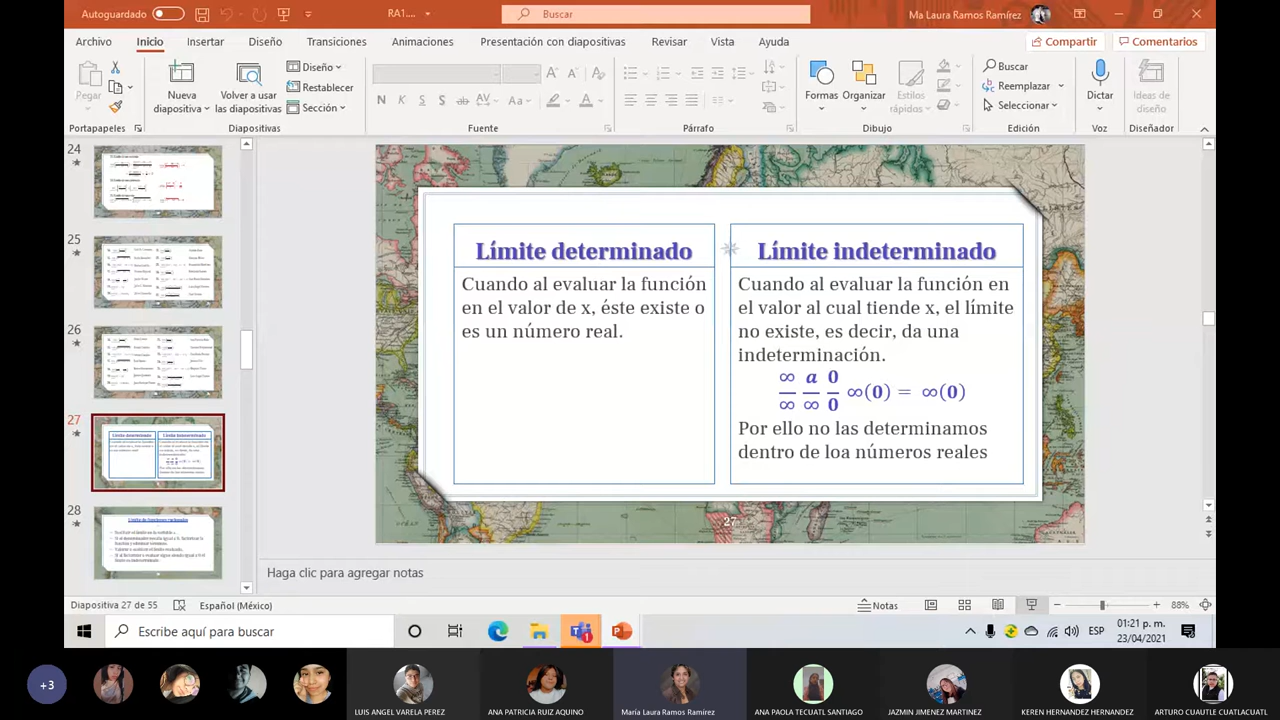 Autoguardado
RA1....
Buscar
Ma Laura Ramos Ramírez
Archivo
Inicio
Insertar
Diseño
Transiciones
Animaciones
Presentación con diapositivas
Revisar
Vista
Ayuda
Compartir
Comentarios
Pegar
Nueva
diapositiva
Volver a usar
las diapositivas
Diseño
Restablecer
Sección
N K S ab AV Aa A
Formas
Organizar
Estilos
rápidos
Buscar
Reemplazar
Seleccionar
Dictar
Ideas de
diseño
Portapapeles
Diapositivas
Fuente
Párrafo
Dibujo
Edición
Voz
Diseñador
24
25
26
27
28
Límite determinado
Cuando al evaluar la función
en el valor de x, éste existe o
es un número real.
Límite indeterminado
Cuando al evaluar la función en
el valor al cual tiende x, el límite
no existe, es decir, da una
indeterminación.
∞/∞ a/∞ 0/0 ∞(0) = ∞(0)
Por ello no las determinamos
dentro de loa números reales
27
Haga clic para agregar notas
Diapositiva 27 de 55
Español (México)
Notas
88%
Escribe aquí para buscar
ESP
01:21 p. m.
23/04/2021
+3
LUIS ANGEL VARELA PEREZ
ANA PATRICIA RUIZ AQUINO
María Laura Ramos Ramírez
ANA PAOLA TECUATL SANTIAGO
JAZMIN JIMENEZ MARTINEZ
KEREN HERNANDEZ HERNANDEZ
ARTURO CUAUTLE CUATLACUATL